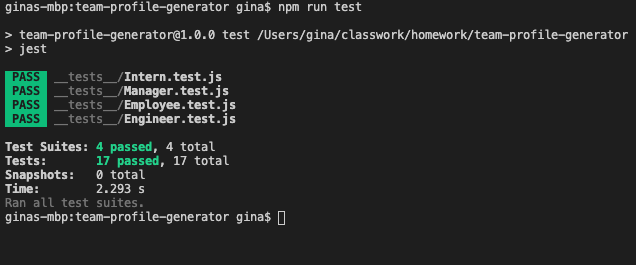 ginas-mbp:team-profile-generator gina$ npm run test
> team-profile-generator@1.0.0 test /Users/gina/classwork/homework/team-profile-generator
> jest
PASS __tests__/Intern.test.js
PASS __tests__/Manager.test.js
PASS __tests__/Employee.test.js
PASS __tests__/Engineer.test.js
Test Suites: 4 passed, 4 total
Tests: 17 passed, 17 total
Snapshots: 0 total
Time: 2.293 s
Ran all test suites.
ginas-mbp:team-profile-generator gina$